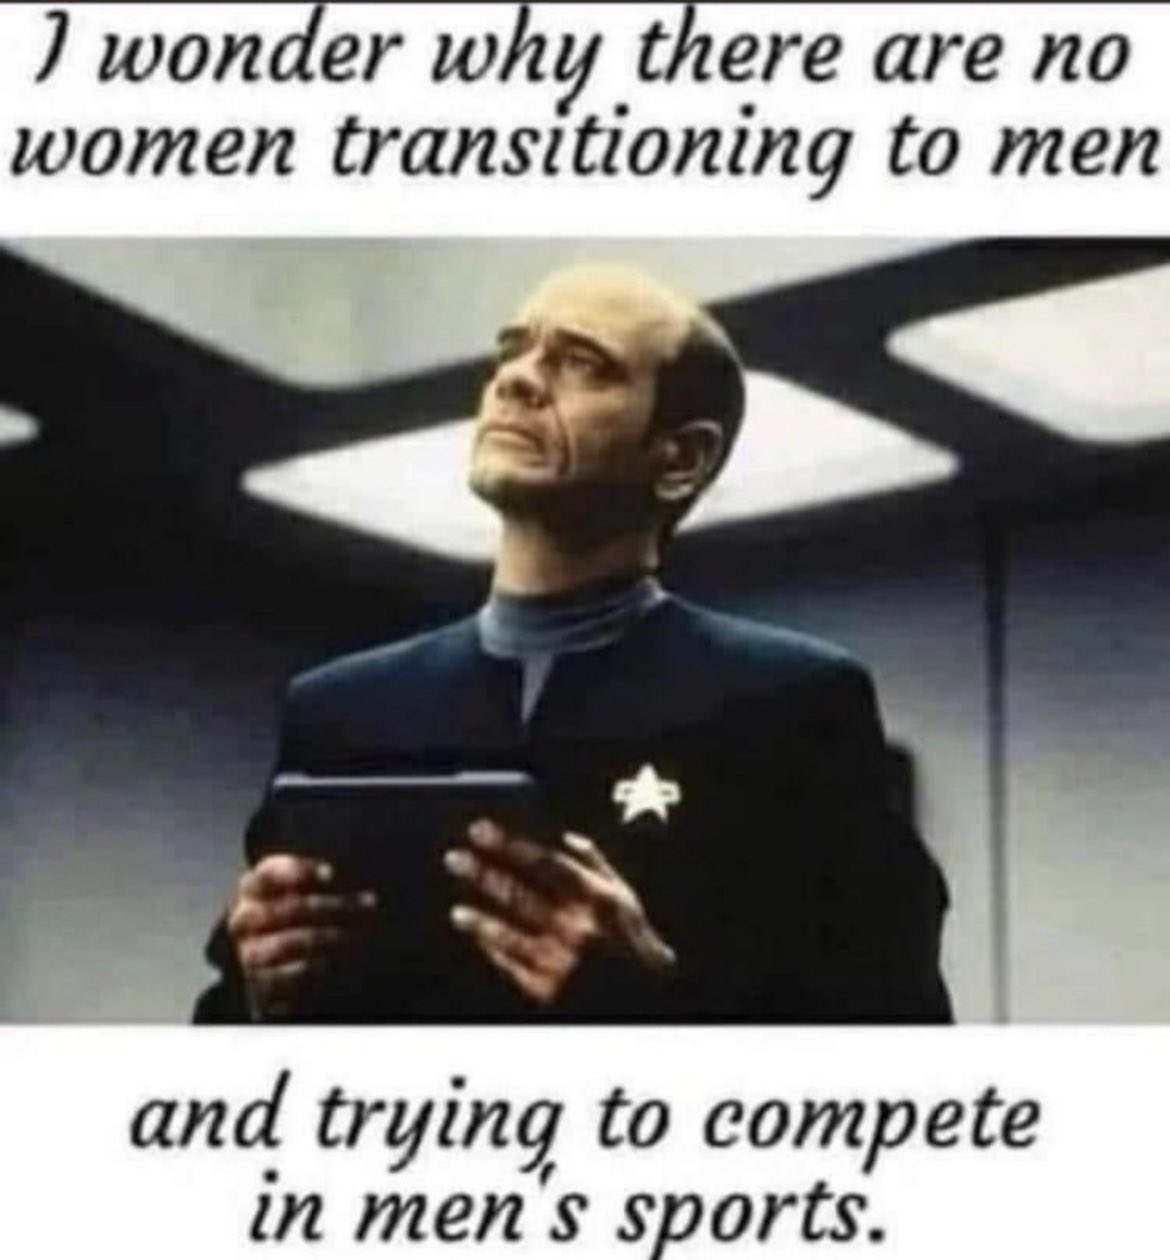 I wonder why there are no
women transitioning to men
and trying to compete
in men's sports.